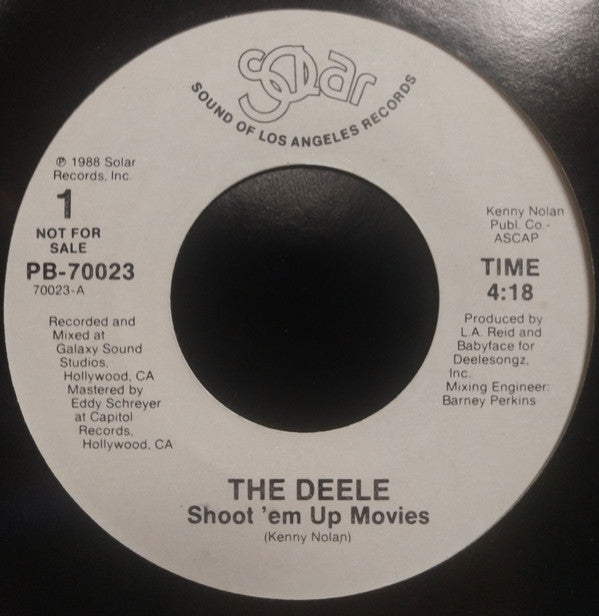 Solar
SOUND OF LOS ANGELES RECORDS
℗ 1988 Solar
Records, Inc.
1
NOT FOR
SALE
PB-70023
70023-A
Recorded and
Mixed at
Galaxy Sound
Studios,
Hollywood, CA
Mastered by
Eddy Schreyer
at Capitol
Records,
Hollywood, CA
Kenny Nolan
Publ. Co.-
ASCAP
TIME
4:18
Produced by
L.A. Reid and
Babyface for
Deelesongz,
Inc.
Mixing Engineer:
Barney Perkins
THE DEELE
Shoot 'em Up Movies
(Kenny Nolan)